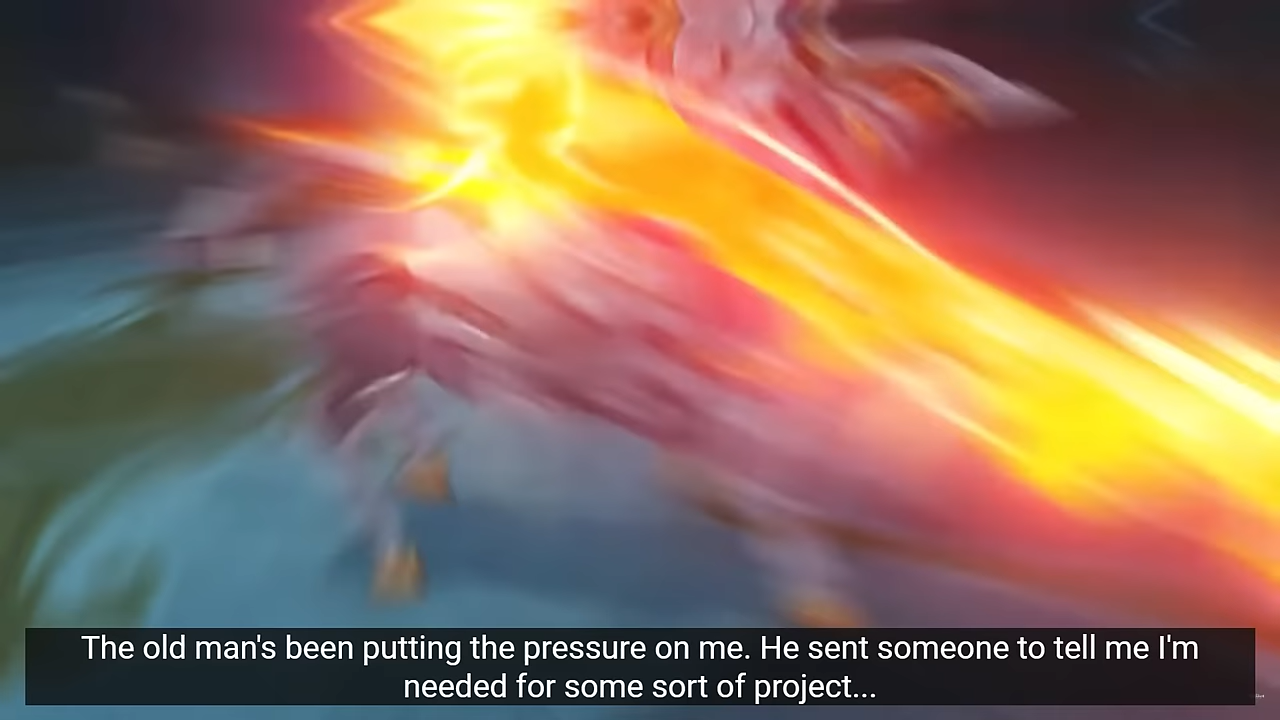 The old man's been putting the pressure on me. He sent someone to tell me I'm
needed for some sort of project...